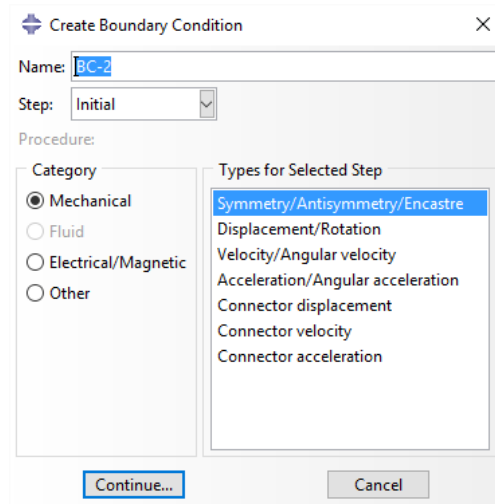 Create Boundary Condition
Name: BC-2
Step: Initial
Procedure:
Category
Mechanical
Fluid
Electrical/Magnetic
Other
Types for Selected Step
Symmetry/Antisymmetry/Encastre
Displacement/Rotation
Velocity/Angular velocity
Acceleration/Angular acceleration
Connector displacement
Connector velocity
Connector acceleration
Continue...
Cancel